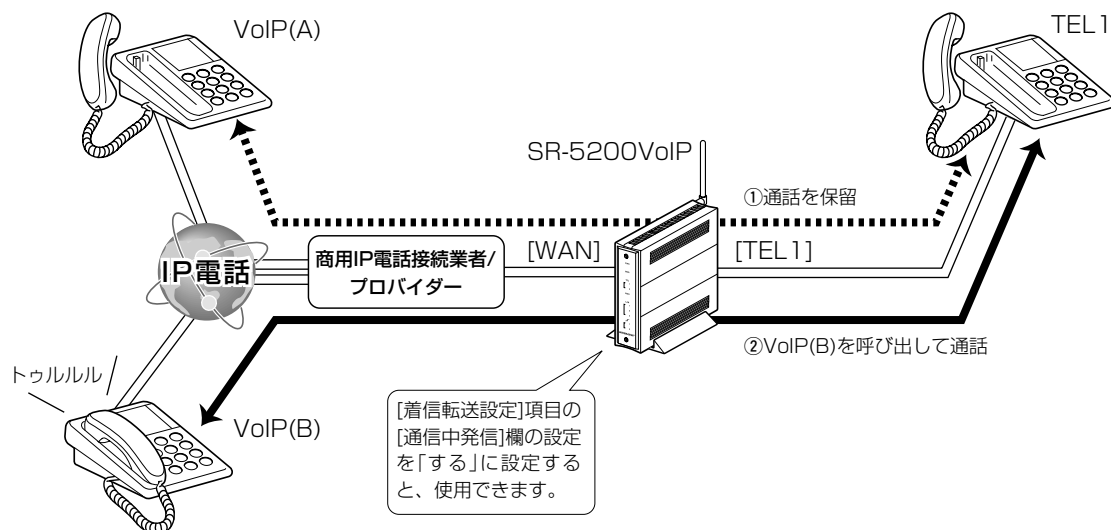 VoIP(A)
TEL1
SR-5200VoIP
①通話を保留
IP電話
商用IP電話接続業者/
プロバイダー
[WAN]
[TEL1]
②VoIP(B)を呼び出して通話
トゥルルル
VoIP(B)
[着信転送設定]項目の
[通信中発信]欄の設定
を「する」に設定する
と、使用できます。